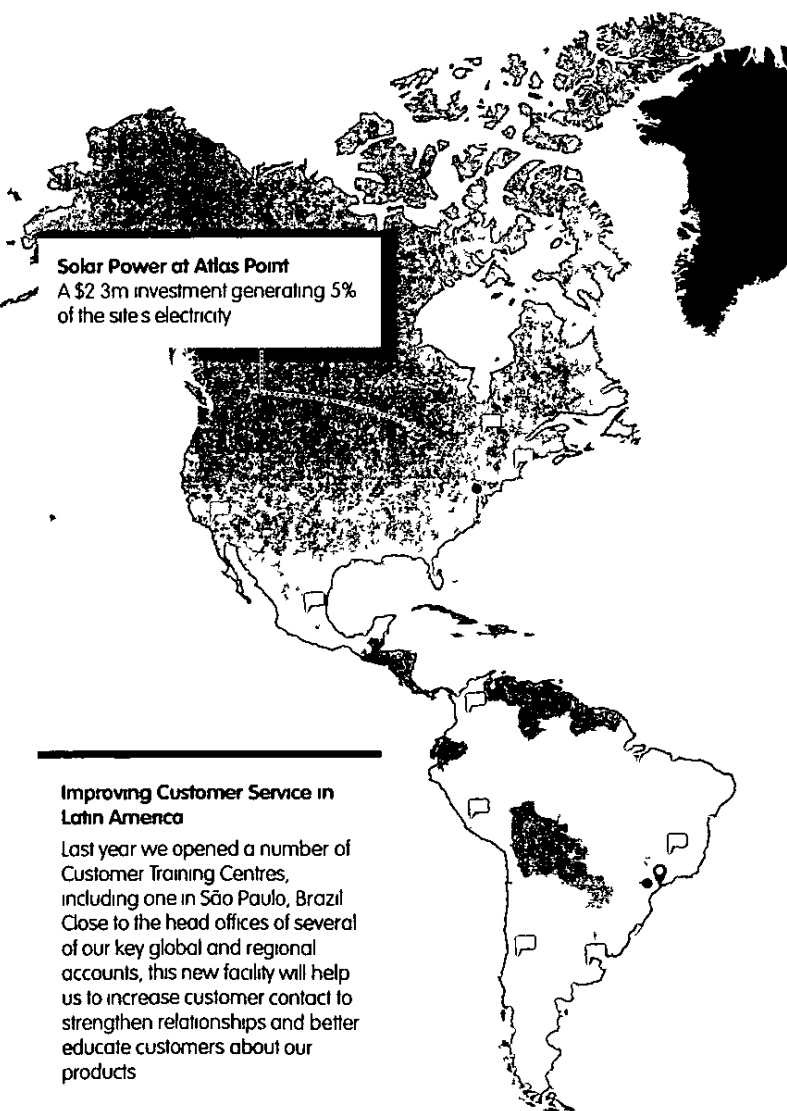 Solar Power at Atlas Point
A $2 3m investment generating 5%
of the site s electricity
Improving Customer Service in
Latin America
Last year we opened a number of
Customer Training Centres,
including one in São Paulo, Brazil
Close to the head offices of several
of our key global and regional
accounts, this new facility will help
us to increase customer contact to
strengthen relationships and better
educate customers about our
products